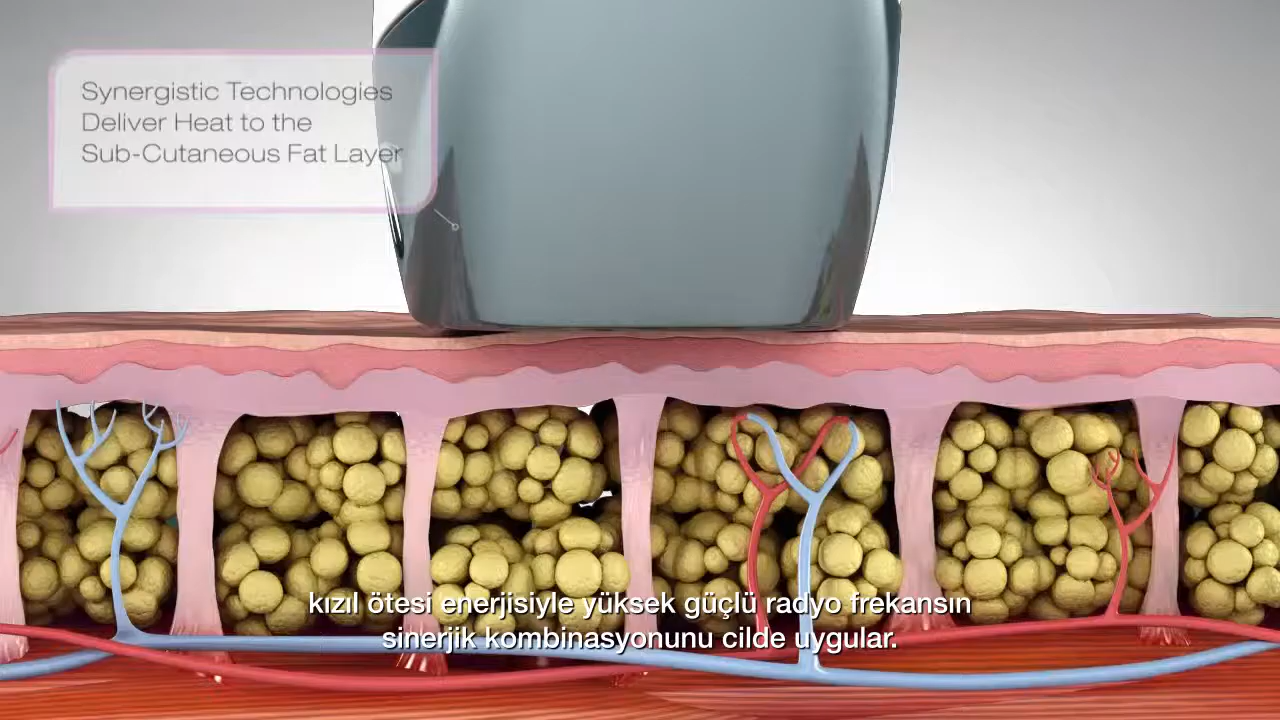 Synergistic Technologies
Deliver Heat to the
Sub-Cutaneous Fat Layer
kızıl ötesi enerjisiyle yüksek güçlü radyo frekansın
sinerjik kombinasyonunu cilde uygular.